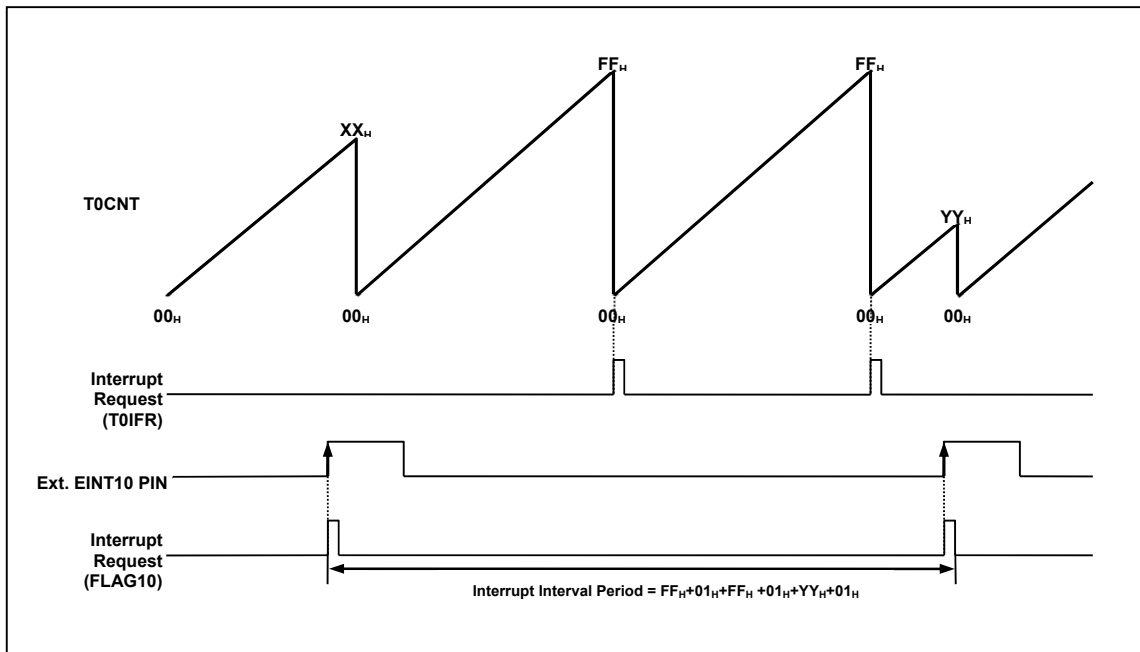 FFH FFH
XXH
T0CNT
YYH
00H 00H 00H 00H 00H
Interrupt
Request
(T0IFR)
Ext. EINT10 PIN
Interrupt
Request
(FLAG10)
Interrupt Interval Period = FFH+01H+FFH +01H+YYH+01H